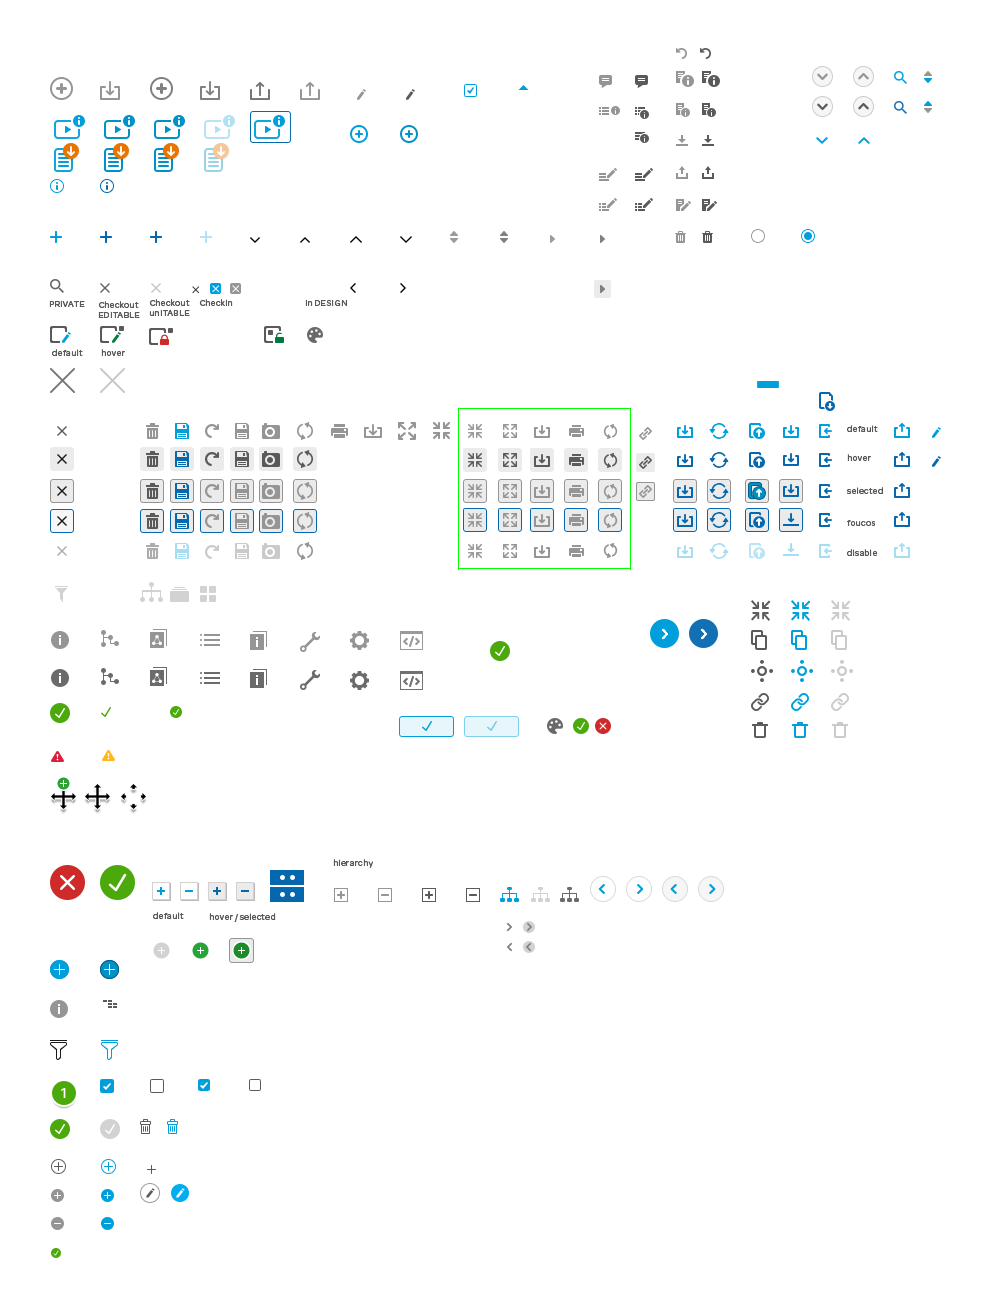 PRIVATE
Checkout
EDITABLE
Checkout
unITABLE
CheckIn
In DESIGN
default
hover
default
hover
selected
foucos
disable
hierarchy
default
hover / selected
1